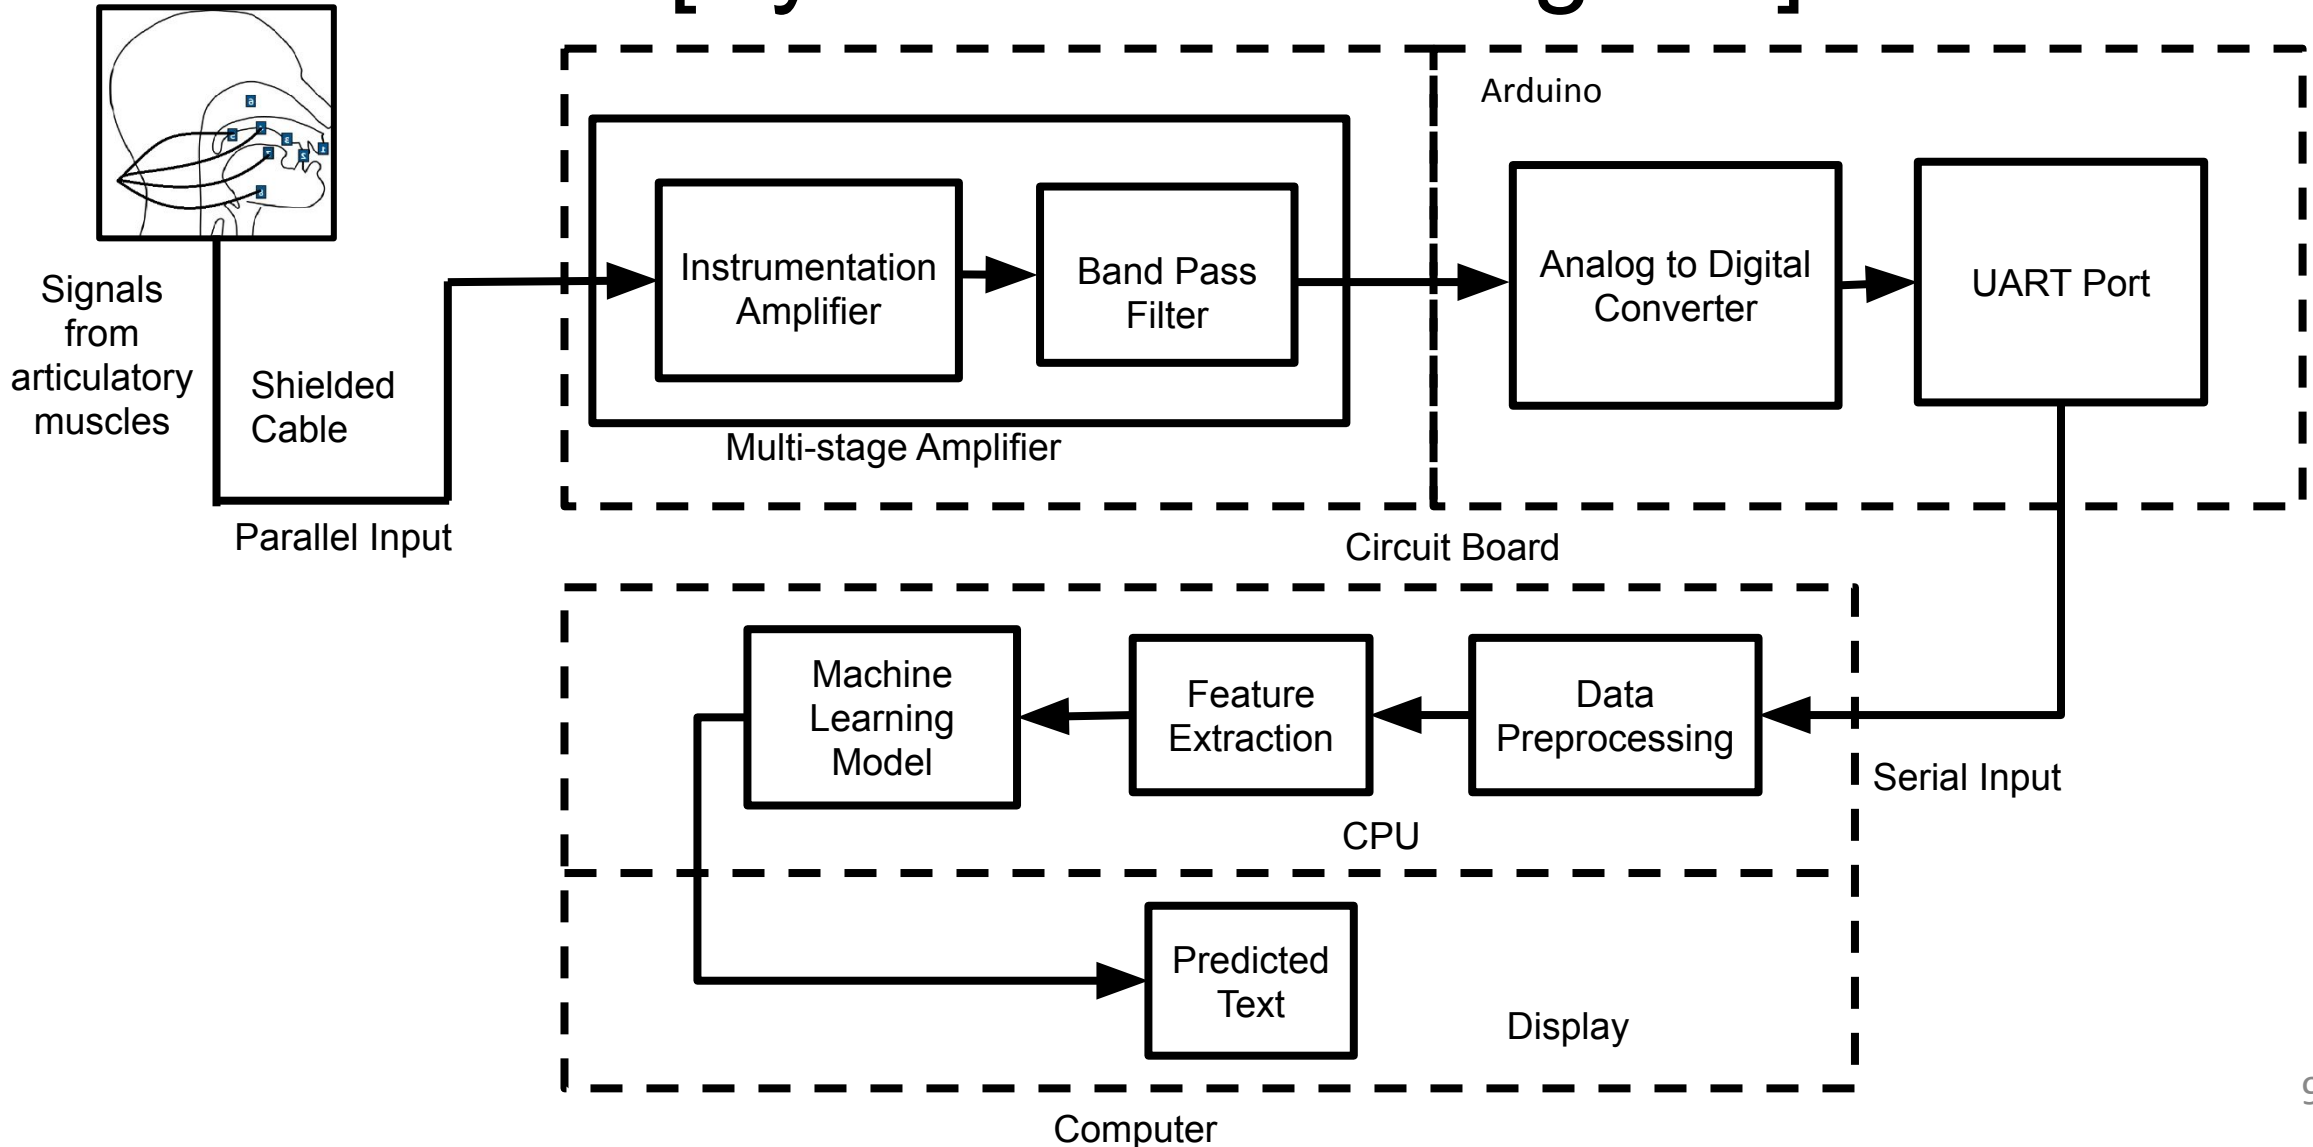 Arduino
Instrumentation
Amplifier
Band Pass
Filter
Multi-stage Amplifier
Analog to Digital
Converter
UART Port
Signals
from
articulatory
muscles
Shielded
Cable
Parallel Input
Circuit Board
Machine
Learning
Model
Feature
Extraction
Data
Preprocessing
Serial Input
CPU
Predicted
Text
Display
Computer
9